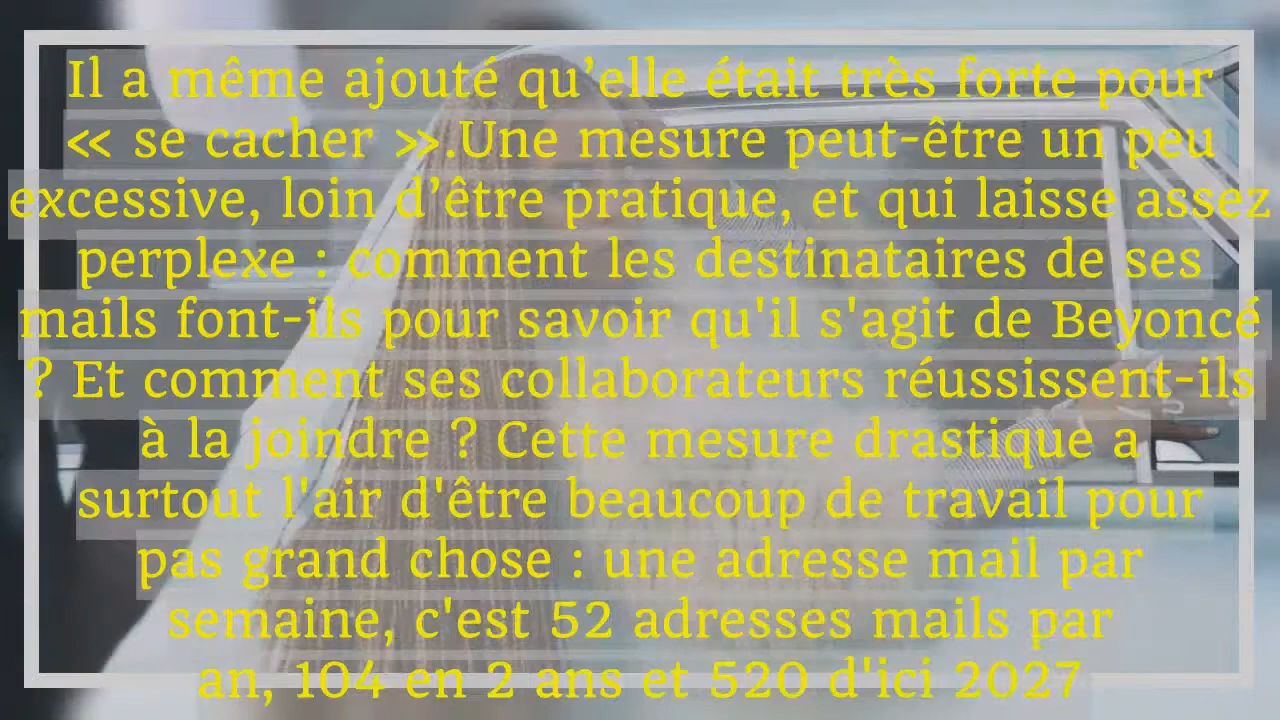 Il a même ajouté qu’elle était très forte pour
« se cacher ».Une mesure peut-être un peu
excessive, loin d’être pratique, et qui laisse assez
perplexe : comment les destinataires de ses
mails font-ils pour savoir qu'il s'agit de Beyoncé
? Et comment ses collaborateurs réussissent-ils
à la joindre ? Cette mesure drastique a
surtout l'air d'être beaucoup de travail pour
pas grand chose : une adresse mail par
semaine, c'est 52 adresses mails par
an, 104 en 2 ans et 520 d'ici 2027